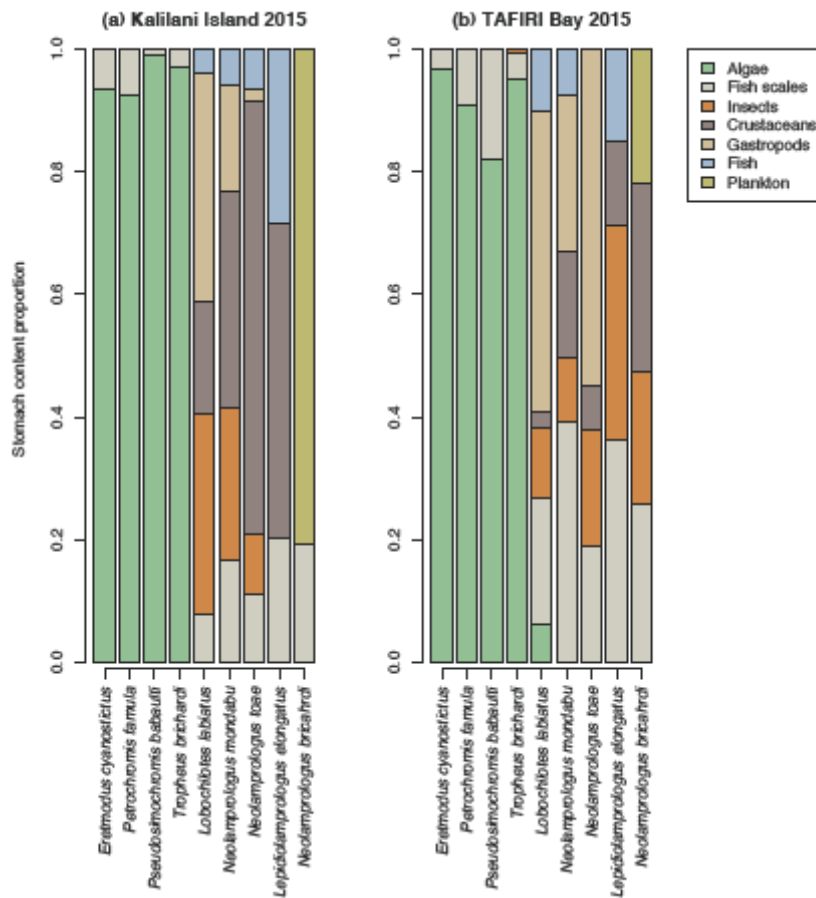 (a) Kalilani Island 2015
(b) TAFIRI Bay 2015
Algae
Fish scales
Insects
Crustaceans
Gastropods
Fish
Plankton
Stomach content proportion
1.0
0.8
0.6
0.4
0.2
0.0
1.0
0.8
0.6
0.4
0.2
0.0
Eretmodus cyanostictus
Petrochromis famula
Pseudosimochromis babaulti
Tropheus brichardi
Lobochilotes labiatus
Neolamprologus mondabu
Neolamprologus toae
Lepidiolamprologus elongatus
Neolamprologus bricahrdi
Eretmodus cyanostictus
Petrochromis famula
Pseudosimochromis babaulti
Tropheus brichardi
Lobochilotes labiatus
Neolamprologus mondabu
Neolamprologus toae
Lepidiolamprologus elongatus
Neolamprologus bricahrdi